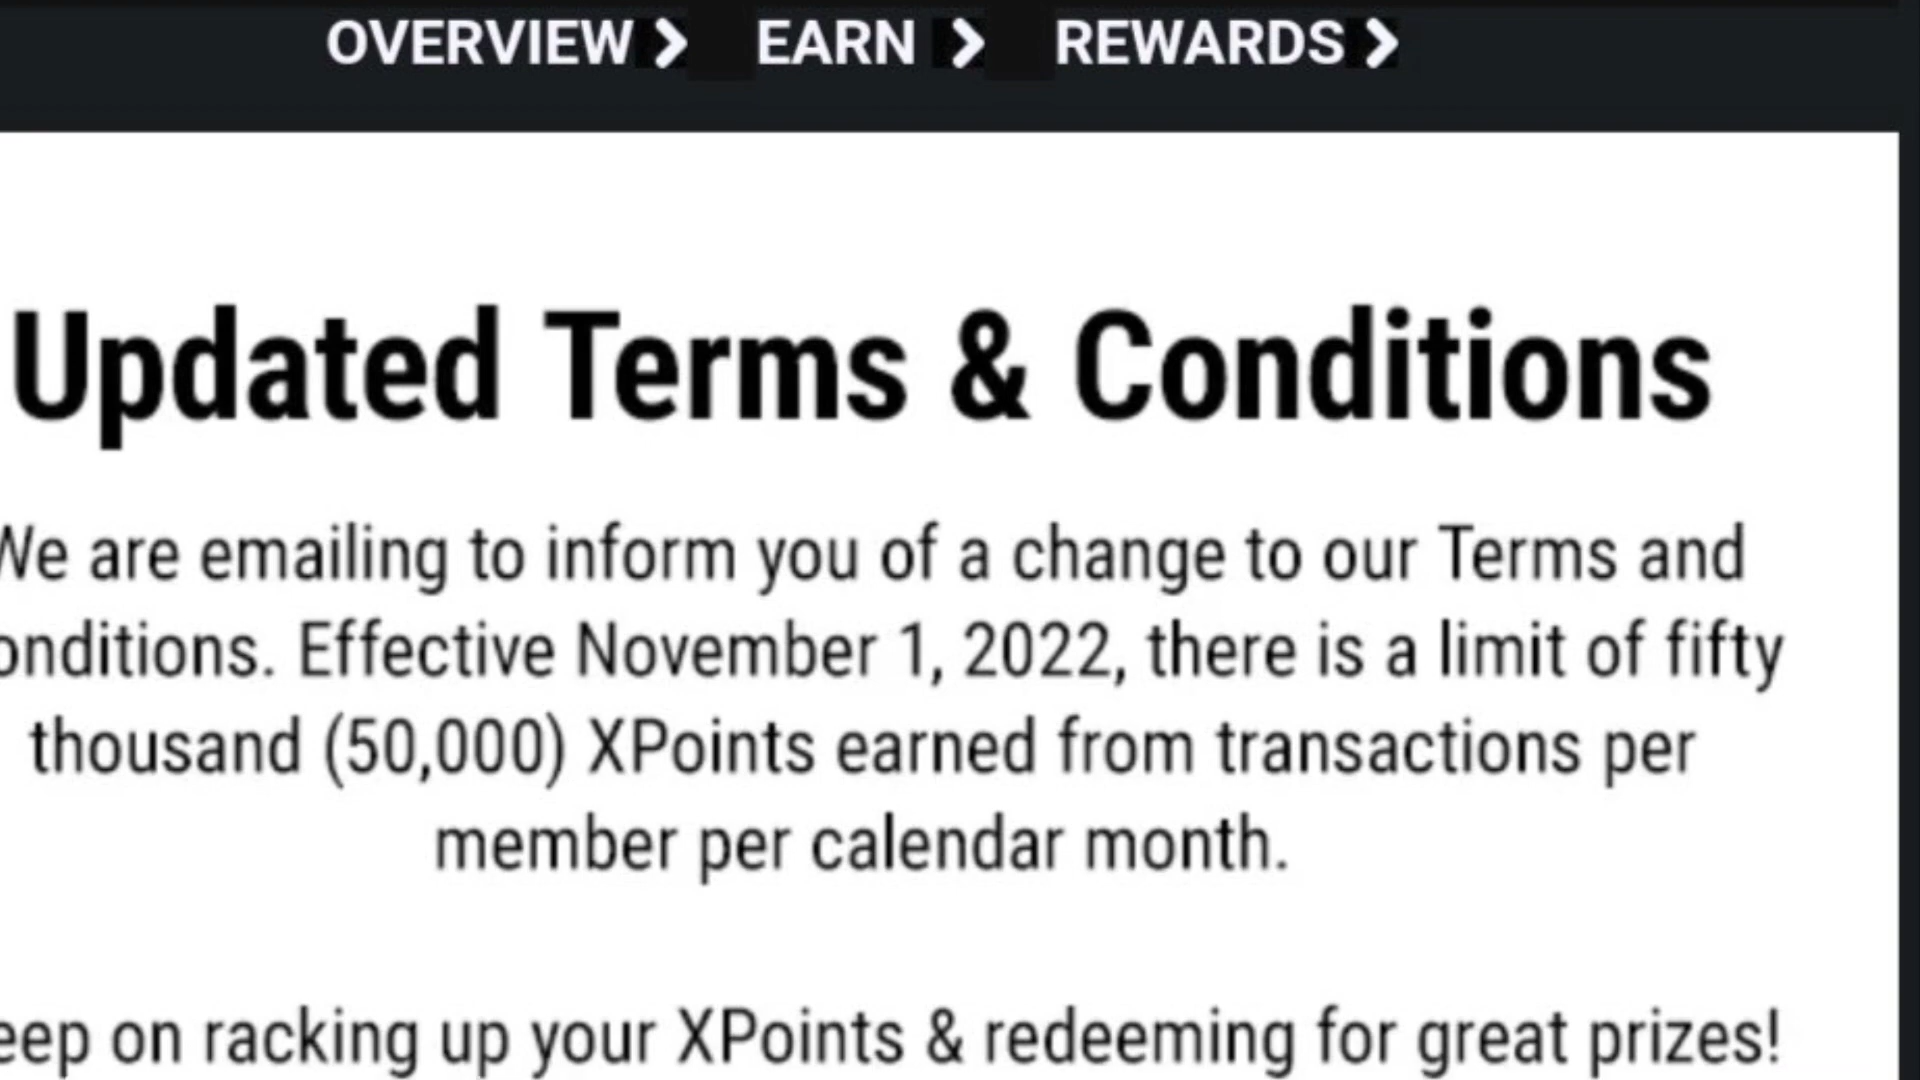 OVERVIEW > EARN > REWARDS >
Updated Terms & Conditions
We are emailing to inform you of a change to our Terms and
onditions. Effective November 1, 2022, there is a limit of fifty
thousand (50,000) XPoints earned from transactions per
member per calendar month.
eep on racking up your XPoints & redeeming for great prizes!